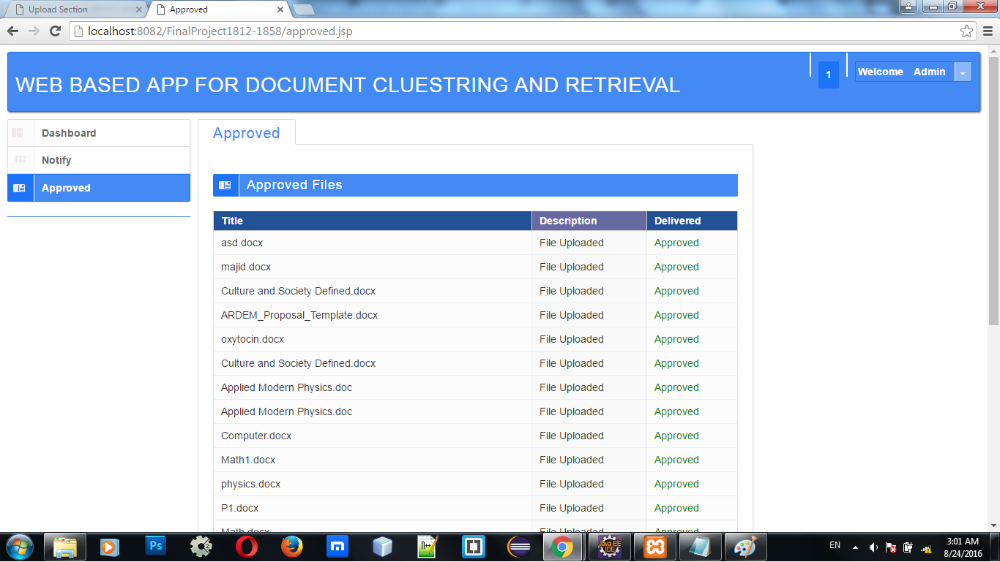 Upload Section
Approved
localhost:8082/FinalProject1812-1858/approved.jsp
WEB BASED APP FOR DOCUMENT CLUESTRING AND RETRIEVAL
1
Welcome Admin
Dashboard
Notify
Approved
Approved
Approved Files
Title Description Delivered
asd.docx File Uploaded Approved
majid.docx File Uploaded Approved
Culture and Society Defined.docx File Uploaded Approved
ARDEM_Proposal_Template.docx File Uploaded Approved
oxytocin.docx File Uploaded Approved
Culture and Society Defined.docx File Uploaded Approved
Applied Modern Physics.doc File Uploaded Approved
Applied Modern Physics.doc File Uploaded Approved
Computer.docx File Uploaded Approved
Math1.docx File Uploaded Approved
physics.docx File Uploaded Approved
P1.docx File Uploaded Approved
Math.docx File Uploaded Approved
Ps
n++
Java EE
IDE
EN
3:01 AM
8/24/2016